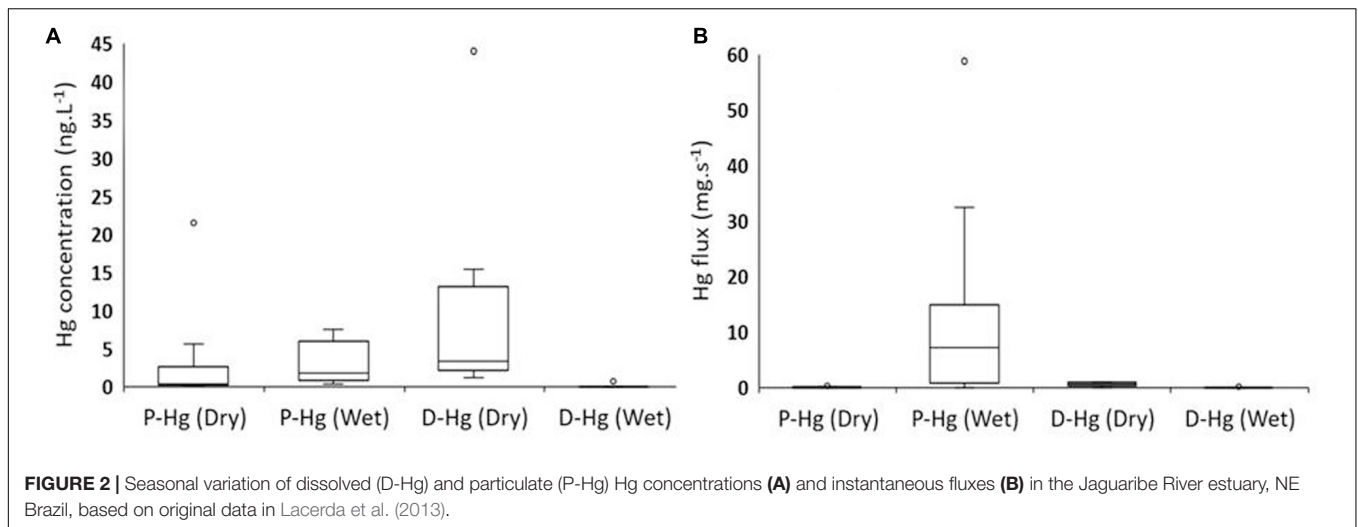 A
Hg concentration (ng.L⁻¹)
45
40
35
30
25
20
15
10
5
0
P-Hg (Dry) P-Hg (Wet) D-Hg (Dry) D-Hg (Wet)
B
Hg flux (mg.s⁻¹)
60
50
40
30
20
10
0
P-Hg (Dry) P-Hg (Wet) D-Hg (Dry) D-Hg (Wet)
FIGURE 2 | Seasonal variation of dissolved (D-Hg) and particulate (P-Hg) Hg concentrations (A) and instantaneous fluxes (B) in the Jaguaribe River estuary, NE
Brazil, based on original data in Lacerda et al. (2013).